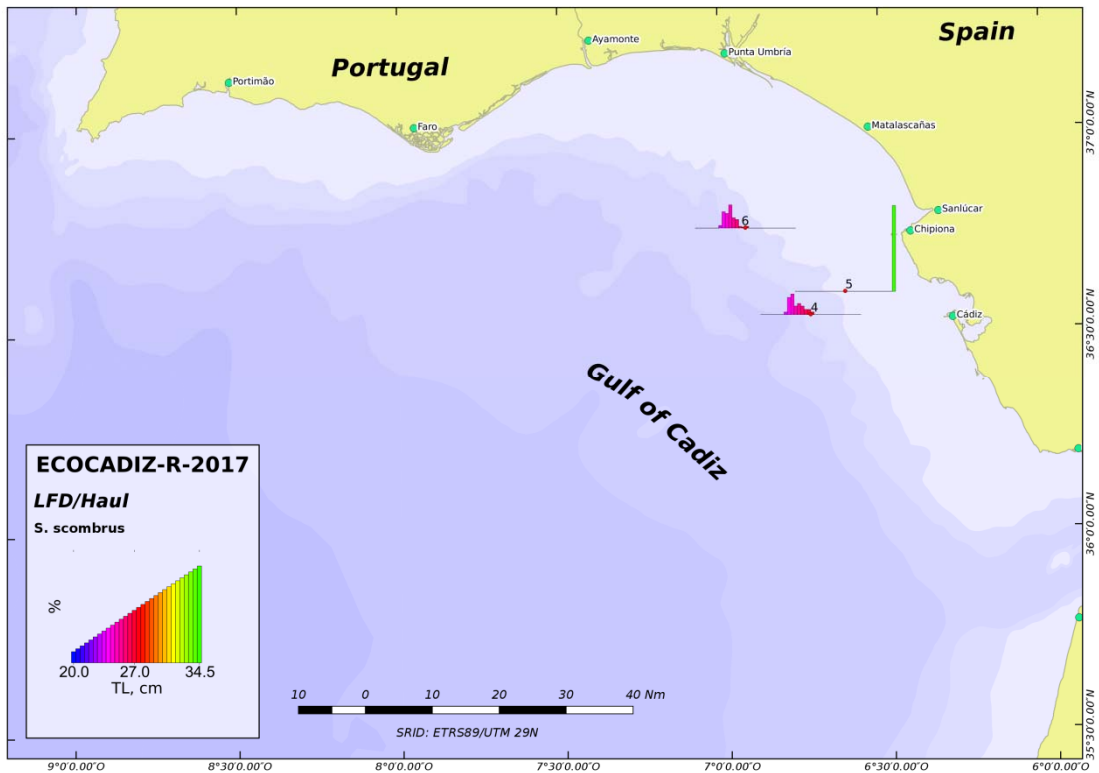 Spain
Ayamonte
Punta Umbría
Portugal
Portimão
Faro
Matalascañas
37°0'0.00"N
Sanlúcar
6
Chipiona
5
4
Cádiz
36°30'0.00"N
Gulf of Cadiz
ECOCADIZ-R-2017
LFD/Haul
S. scombrus
%
20.0 27.0 34.5
TL, cm
36°0'0.00"N
10 0 10 20 30 40 Nm
SRID: ETRS89/UTM 29N
35°30'0.00"N
9°0'0.00"O 8°30'0.00"O 8°0'0.00"O 7°30'0.00"O 7°0'0.00"O 6°30'0.00"O 6°0'0.00"O